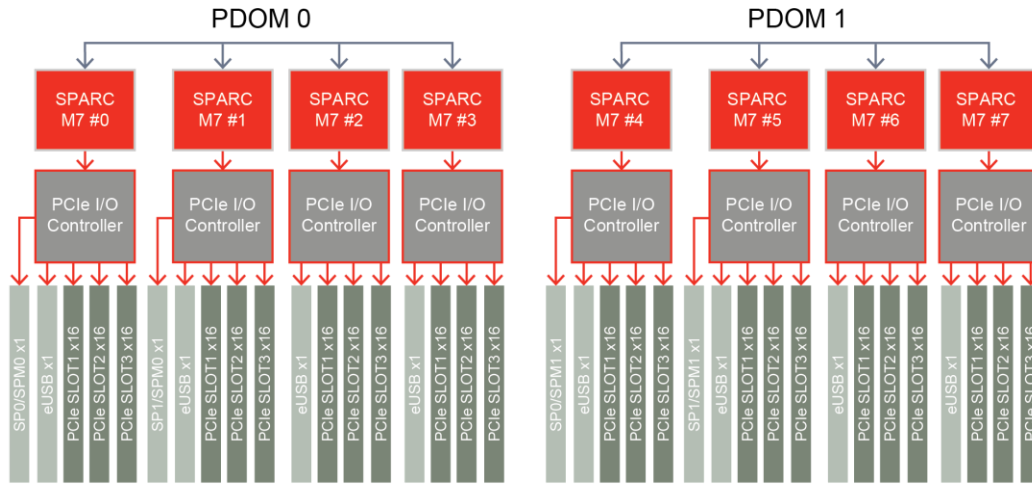 PDOM 0
PDOM 1
SPARC
M7 #0
SPARC
M7 #1
SPARC
M7 #2
SPARC
M7 #3
SPARC
M7 #4
SPARC
M7 #5
SPARC
M7 #6
SPARC
M7 #7
PCIe I/O
Controller
PCIe I/O
Controller
PCIe I/O
Controller
PCIe I/O
Controller
PCIe I/O
Controller
PCIe I/O
Controller
PCIe I/O
Controller
PCIe I/O
Controller
SP0/SPM0 x1
eUSB x1
PCIe SLOT1 x16
PCIe SLOT2 x16
PCIe SLOT3 x16
SP1/SPM0 x1
eUSB x1
PCIe SLOT1 x16
PCIe SLOT2 x16
PCIe SLOT3 x16
eUSB x1
PCIe SLOT1 x16
PCIe SLOT2 x16
PCIe SLOT3 x16
eUSB x1
PCIe SLOT1 x16
PCIe SLOT2 x16
PCIe SLOT3 x16
SP0/SPM1 x1
eUSB x1
PCIe SLOT1 x16
PCIe SLOT2 x16
PCIe SLOT3 x16
SP1/SPM1 x1
eUSB x1
PCIe SLOT1 x16
PCIe SLOT2 x16
PCIe SLOT3 x16
eUSB x1
PCIe SLOT1 x16
PCIe SLOT2 x16
PCIe SLOT3 x16
eUSB x1
PCIe SLOT1 x16
PCIe SLOT2 x16
PCIe SLOT3 x16